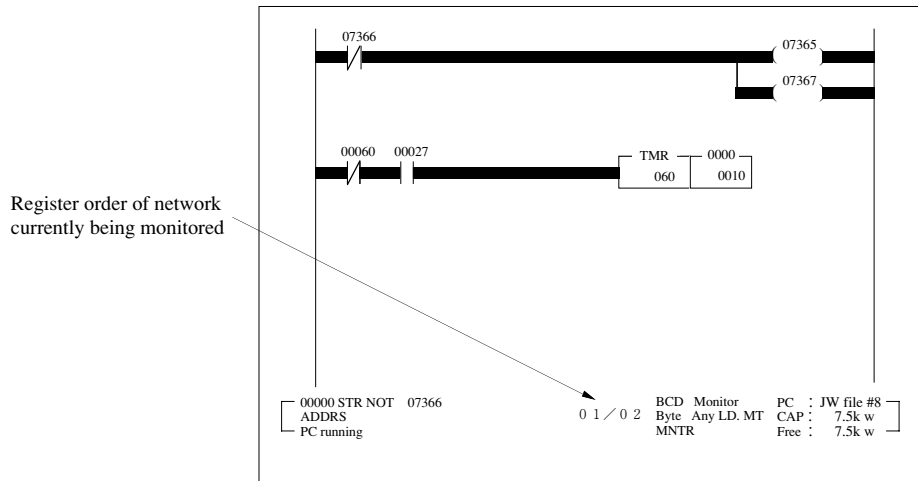 07366
07365
07367
00060 00027
TMR 0000
060 0010
Register order of network
currently being monitored
00000 STR NOT 07366
ADDRS
PC running
01／02
BCD Monitor
Byte Any LD. MT
MNTR
PC : JW file #8
CAP : 7.5k w
Free : 7.5k w